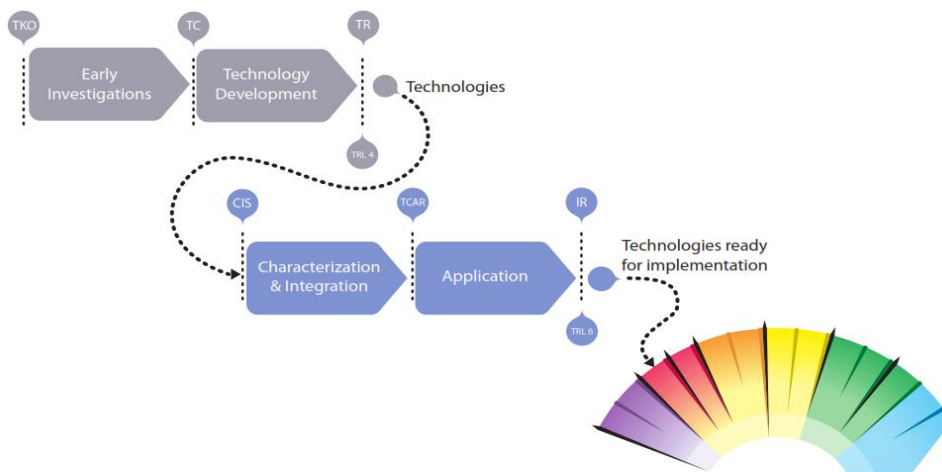 TKO
TC
TR
Early
Investigations
Technology
Development
Technologies
TRL 4
CIS
TCAR
IR
Characterization
& Integration
Application
Technologies ready
for implementation
TRL 6